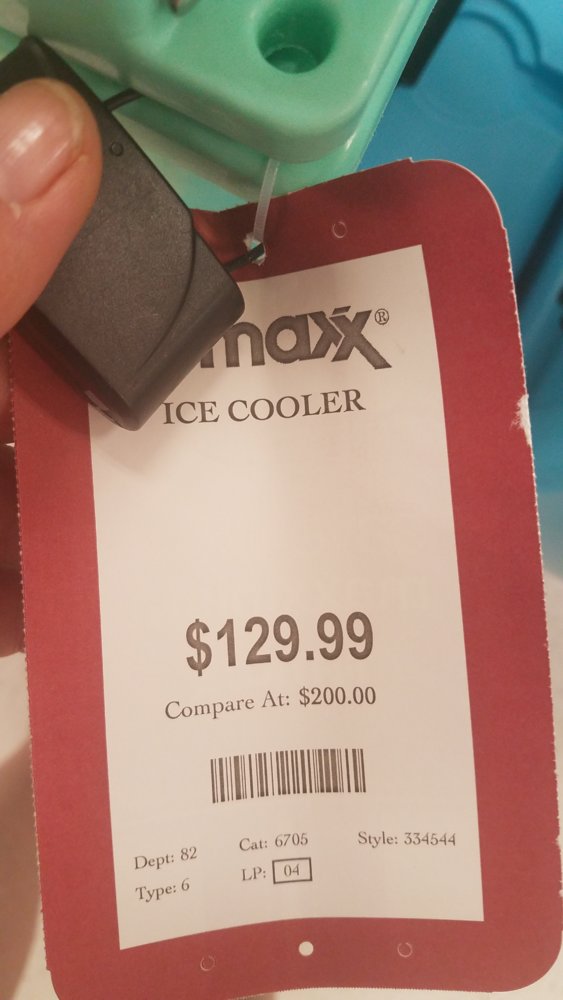 maxx®
ICE COOLER
$129.99
Compare At: $200.00
Dept: 82 Cat: 6705 Style: 334544
Type: 6 LP: 04